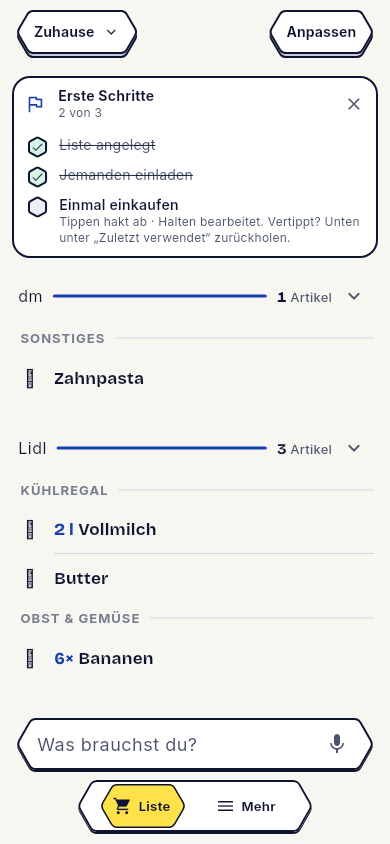 Zuhause
Anpassen
Erste Schritte
2 von 3
Liste angelegt
Jemanden einladen
Einmal einkaufen
Tippen hakt ab · Halten bearbeitet. Vertippt? Unten
unter „Zuletzt verwendet“ zurückholen.
dm
1 Artikel
SONSTIGES
Zahnpasta
Lidl
3 Artikel
KÜHLREGAL
2 l Vollmilch
Butter
OBST & GEMÜSE
6× Bananen
Was brauchst du?
Liste
Mehr